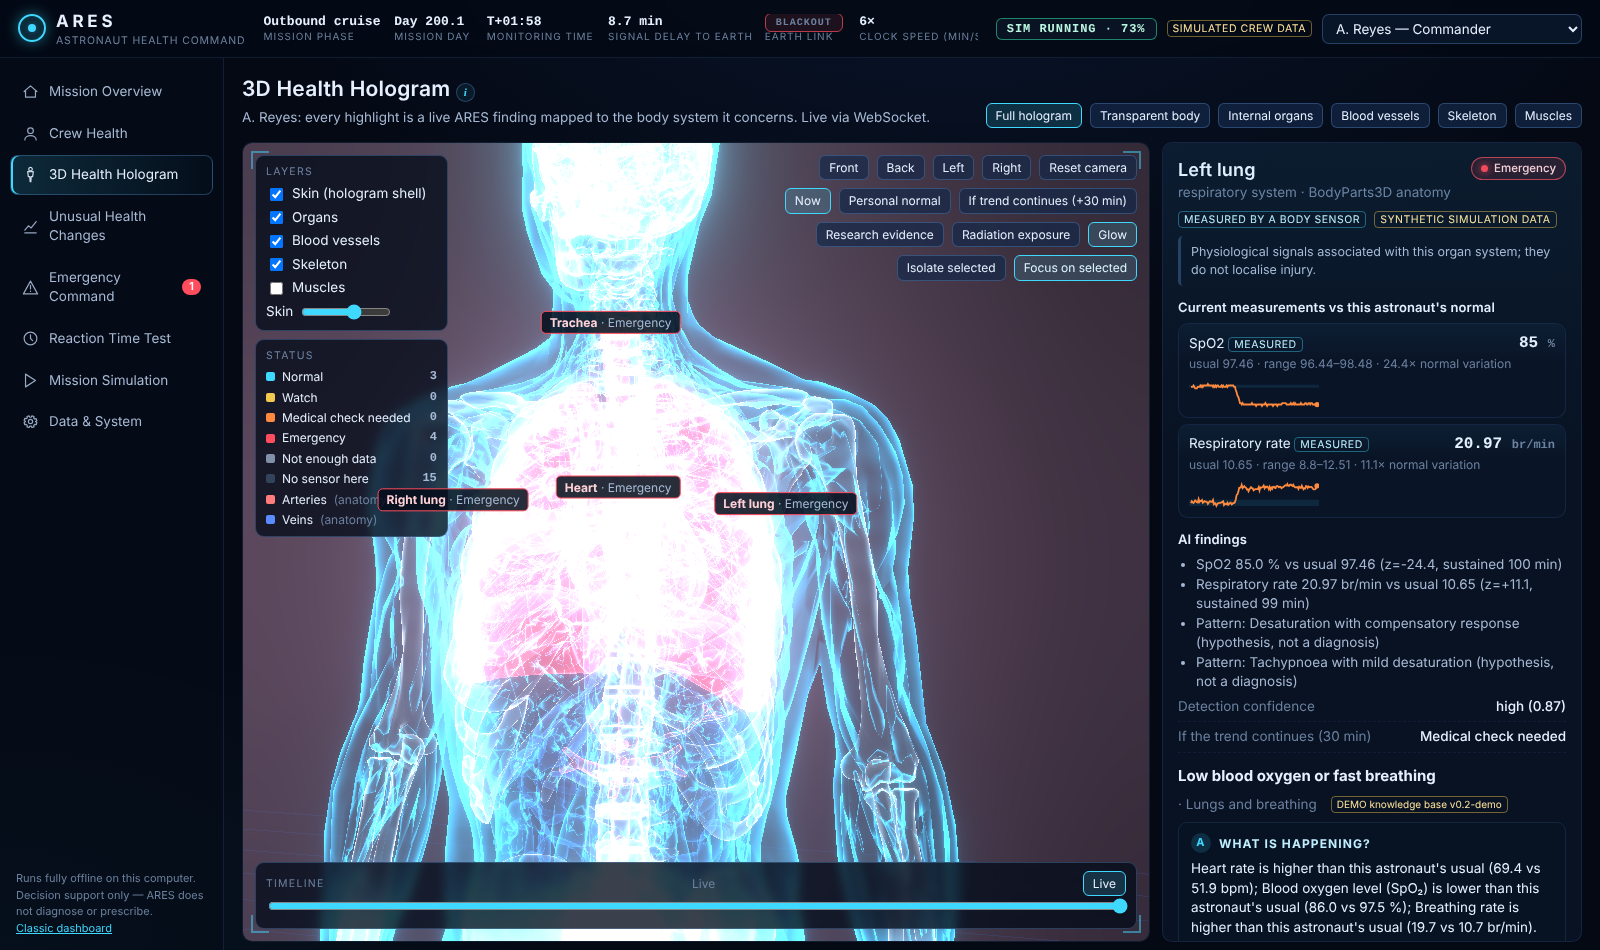 ARES
ASTRONAUT HEALTH COMMAND
Outbound cruise
MISSION PHASE
Day 200.1
MISSION DAY
T+01:58
MONITORING TIME
8.7 min
SIGNAL DELAY TO EARTH
BLACKOUT
EARTH LINK
6×
CLOCK SPEED (MIN/S
SIM RUNNING · 73%
SIMULATED CREW DATA
A. Reyes — Commander
Mission Overview
Crew Health
3D Health Hologram
Unusual Health
Changes
Emergency
Command
1
Reaction Time Test
Mission Simulation
Data & System
Runs fully offline on this computer.
Decision support only — ARES does
not diagnose or prescribe.
Classic dashboard
3D Health Hologram i
A. Reyes: every highlight is a live ARES finding mapped to the body system it concerns. Live via WebSocket.
Full hologram
Transparent body
Internal organs
Blood vessels
Skeleton
Muscles
LAYERS
Skin (hologram shell)
Organs
Blood vessels
Skeleton
Muscles
Skin
STATUS
Normal 3
Watch 0
Medical check needed 0
Emergency 4
Not enough data 0
No sensor here 15
Arteries (anatom
Veins (anatomy)
Front
Back
Left
Right
Reset camera
Now
Personal normal
If trend continues (+30 min)
Research evidence
Radiation exposure
Glow
Isolate selected
Focus on selected
Trachea · Emergency
Right lung · Emergency
Heart · Emergency
Left lung · Emergency
TIMELINE
Live
Live
Left lung
Emergency
respiratory system · BodyParts3D anatomy
MEASURED BY A BODY SENSOR
SYNTHETIC SIMULATION DATA
Physiological signals associated with this organ system; they
do not localise injury.
Current measurements vs this astronaut's normal
SpO2 MEASURED 85 %
usual 97.46 · range 96.44–98.48 · 24.4× normal variation
Respiratory rate MEASURED 20.97 br/min
usual 10.65 · range 8.8–12.51 · 11.1× normal variation
AI findings
• SpO2 85.0 % vs usual 97.46 (z=-24.4, sustained 100 min)
• Respiratory rate 20.97 br/min vs usual 10.65 (z=+11.1,
sustained 99 min)
• Pattern: Desaturation with compensatory response
(hypothesis, not a diagnosis)
• Pattern: Tachypnoea with mild desaturation (hypothesis,
not a diagnosis)
Detection confidence high (0.87)
If the trend continues (30 min) Medical check needed
Low blood oxygen or fast breathing
· Lungs and breathing DEMO knowledge base v0.2-demo
A WHAT IS HAPPENING?
Heart rate is higher than this astronaut's usual (69.4 vs
51.9 bpm); Blood oxygen level (SpO₂) is lower than this
astronaut's usual (86.0 vs 97.5 %); Breathing rate is
higher than this astronaut's usual (19.7 vs 10.7 br/min).